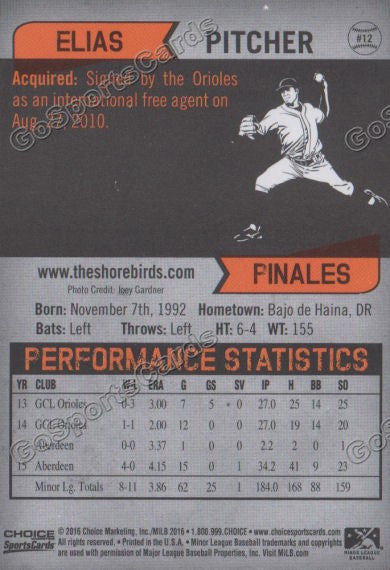 ELIAS PITCHER #12
Acquired: Signed by the Orioles
as an international free agent on
Aug. 2010.
GoSportsCards
www.theshorebirds.com
Photo Credit: Joey Gardner
PINALES
Born: November 7th, 1992 Hometown: Bajo de Haina, DR
Bats: Left Throws: Left HT: 6-4 WT: 155
PERFORMANCE STATISTICS
YR CLUB W-L ERA G GS SV IP H BB SO
13 GCL Orioles 0-3 3.00 7 5 0 27.0 25 14 25
14 GCL Orioles 1-1 2.00 12 0 0 27.0 19 14 20
Aberdeen 0-0 3.37 1 0 0 2.2 2 0 1
15 Aberdeen 4-0 4.15 15 0 1 34.2 41 9 23
Minor Lg. Totals 8-11 3.86 62 25 1 184.0 168 88 159
CHOICE
SportsCards
© 2016 Choice Marketing, Inc./MiLB 2016 • 1.800.999.CHOICE • www.choicesportscards.com
All rights reserved. • Printed in the U.S.A. • Minor League Baseball trademarks and copyrights
are used with permission of Major League Baseball Properties, Inc. Visit MiLB.com
MINOR LEAGUE
BASEBALL